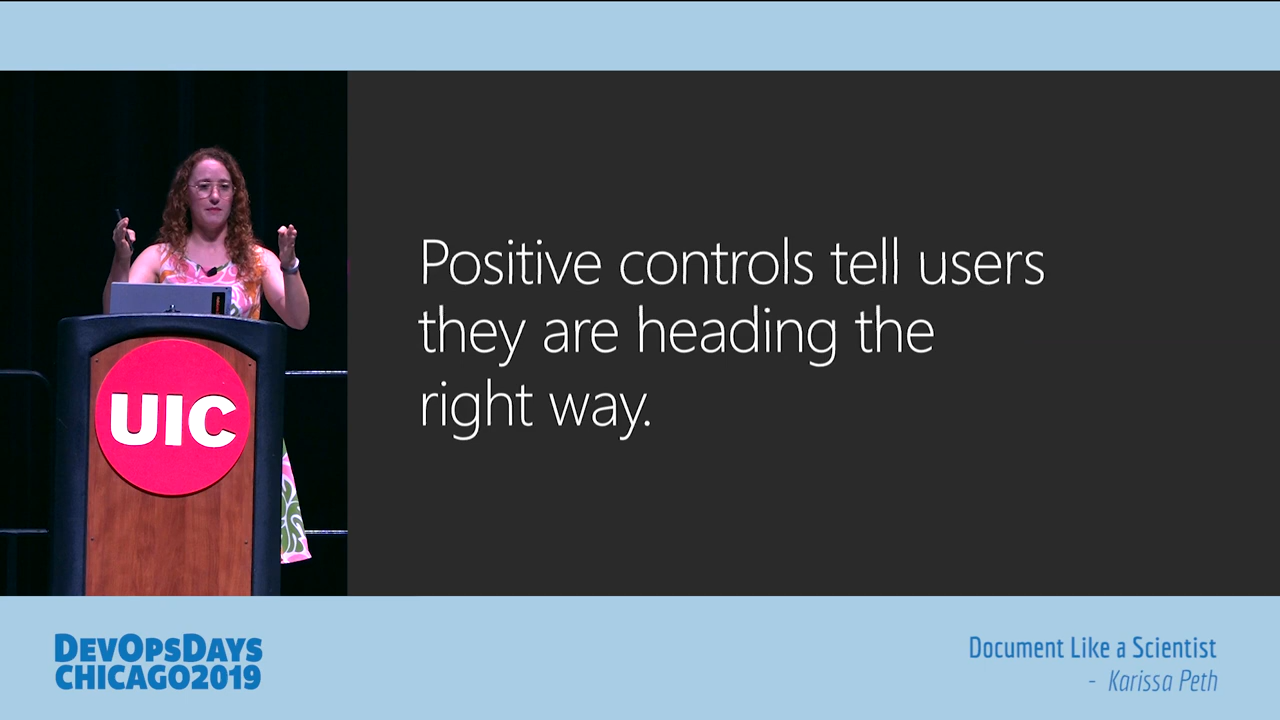 Positive controls tell users
they are heading the
right way.
UIC
DEVOPSDAYS
CHICAGO2019
Document Like a Scientist
- Karissa Peth